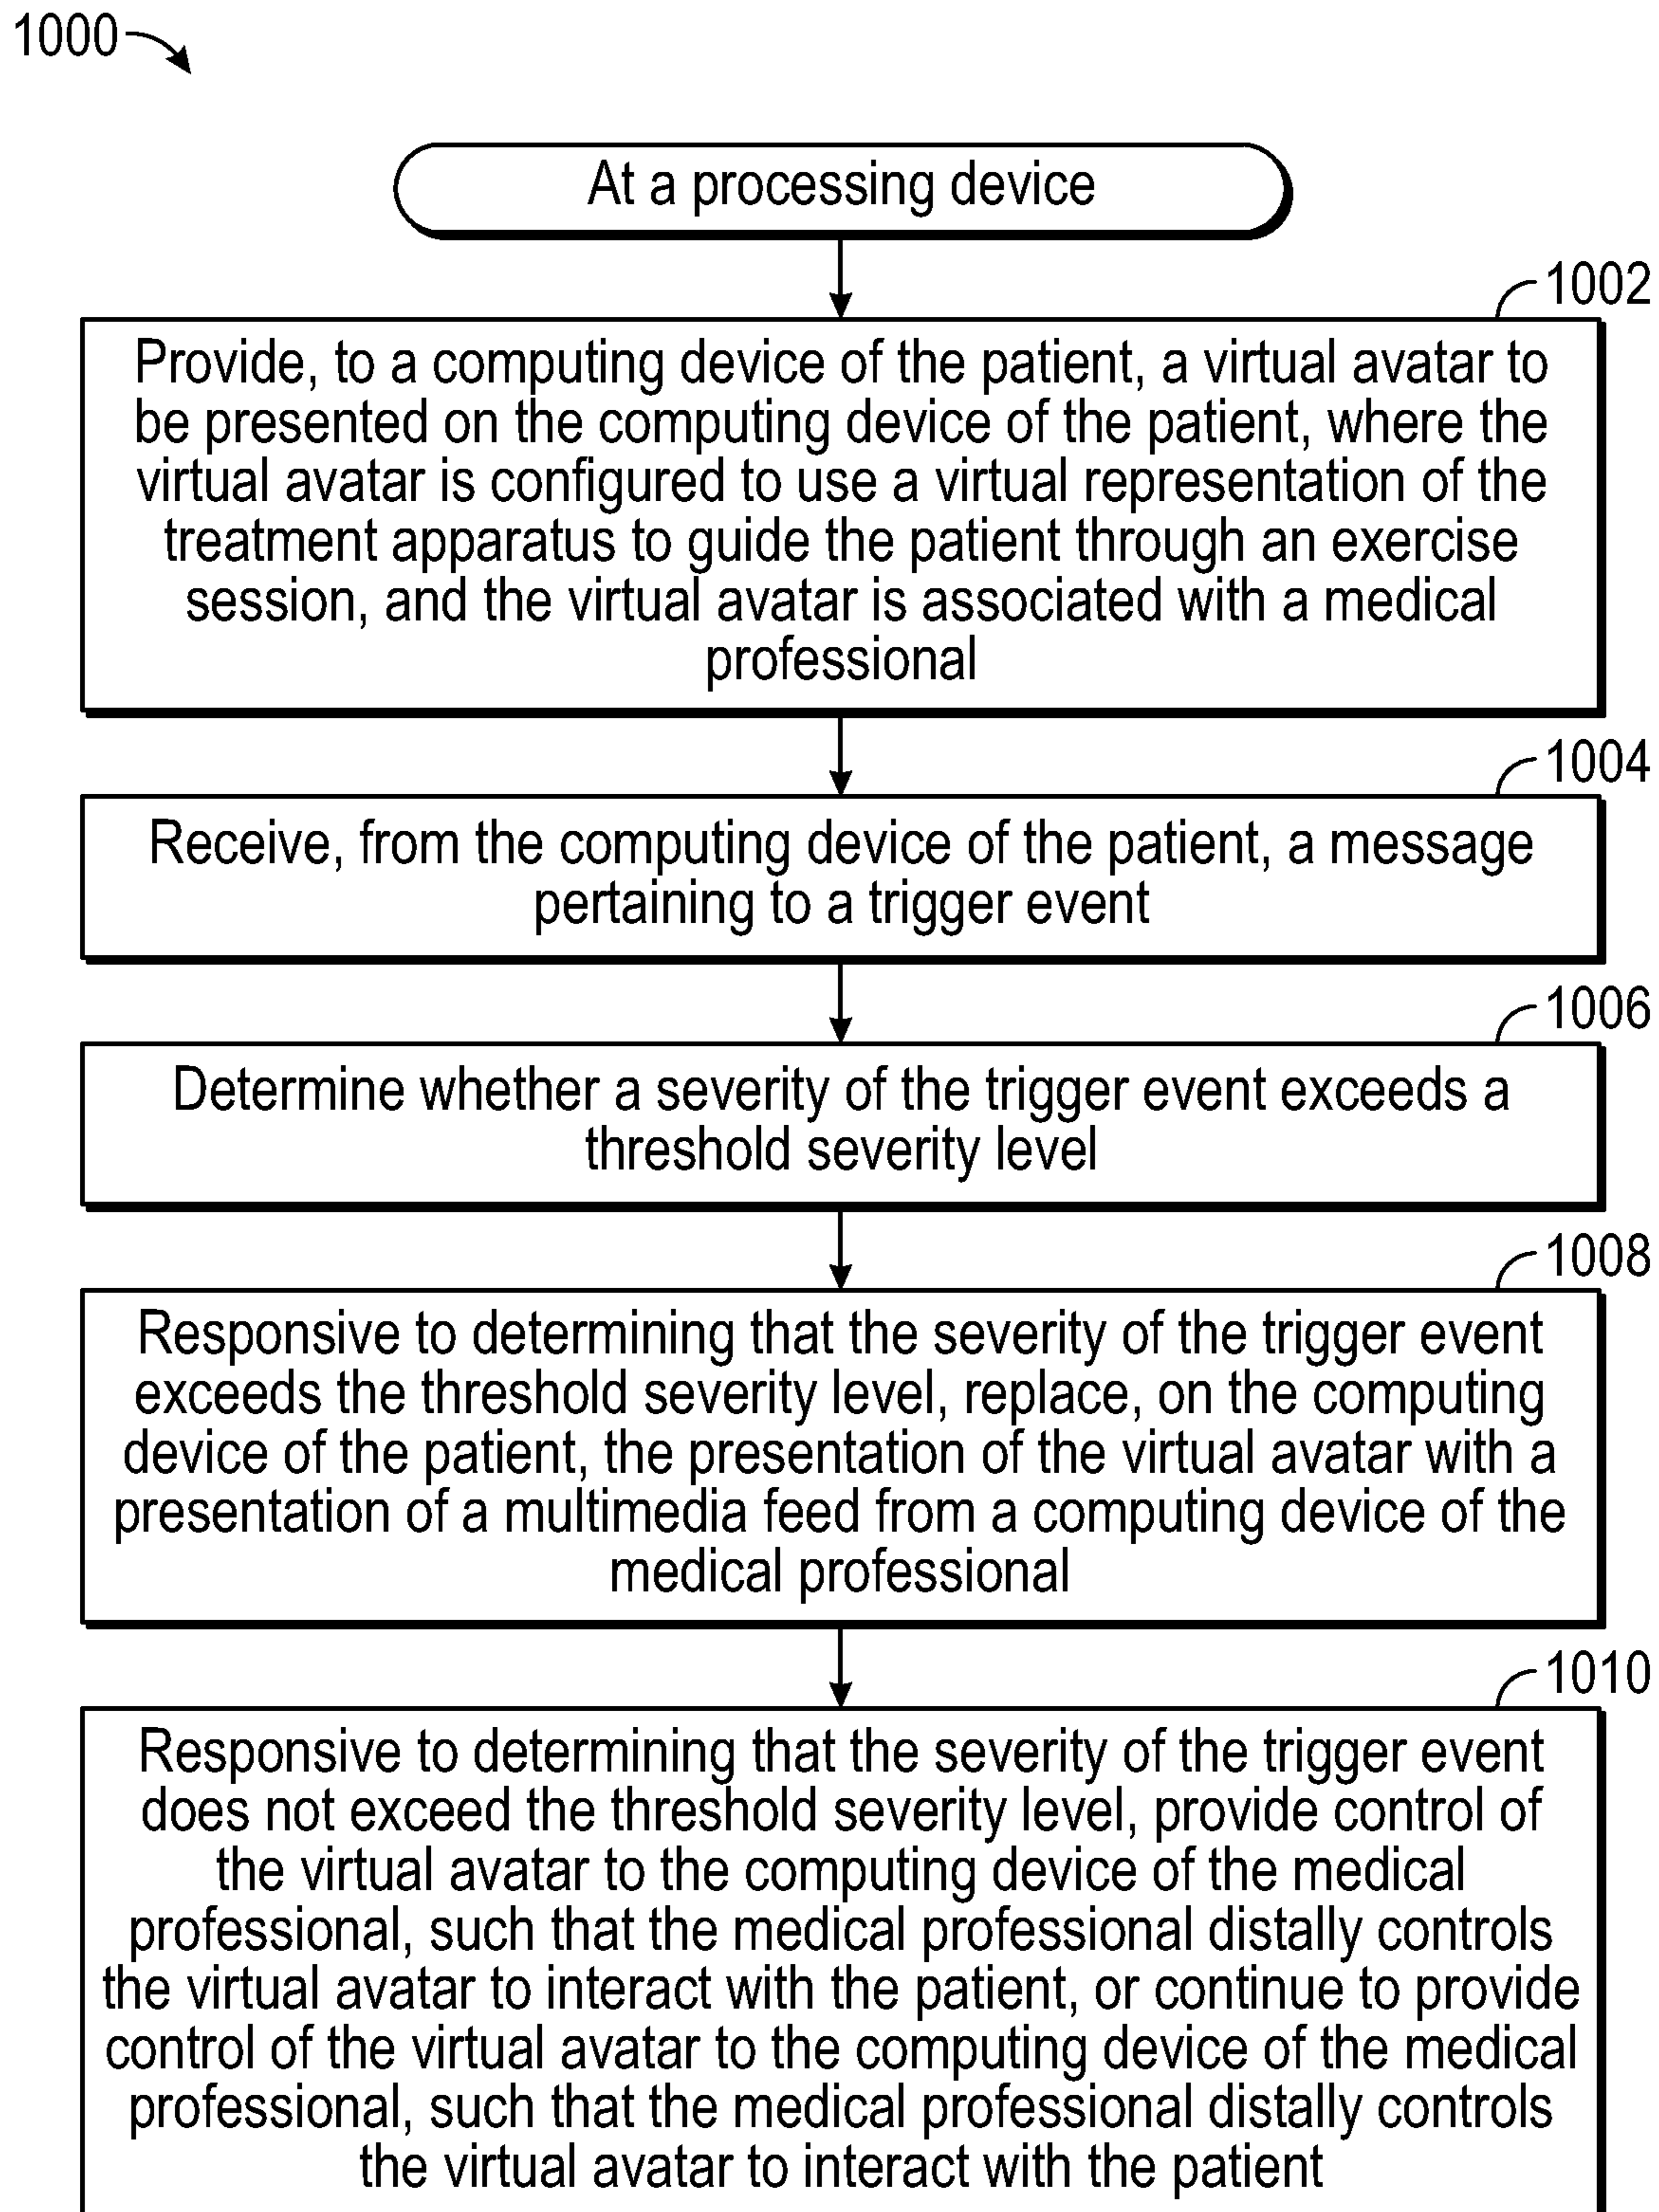 1000
At a processing device
1002
Provide, to a computing device of the patient, a virtual avatar to
be presented on the computing device of the patient, where the
virtual avatar is configured to use a virtual representation of the
treatment apparatus to guide the patient through an exercise
session, and the virtual avatar is associated with a medical
professional
1004
Receive, from the computing device of the patient, a message
pertaining to a trigger event
1006
Determine whether a severity of the trigger event exceeds a
threshold severity level
1008
Responsive to determining that the severity of the trigger event
exceeds the threshold severity level, replace, on the computing
device of the patient, the presentation of the virtual avatar with a
presentation of a multimedia feed from a computing device of the
medical professional
1010
Responsive to determining that the severity of the trigger event
does not exceed the threshold severity level, provide control of
the virtual avatar to the computing device of the medical
professional, such that the medical professional distally controls
the virtual avatar to interact with the patient, or continue to provide
control of the virtual avatar to the computing device of the medical
professional, such that the medical professional distally controls
the virtual avatar to interact with the patient